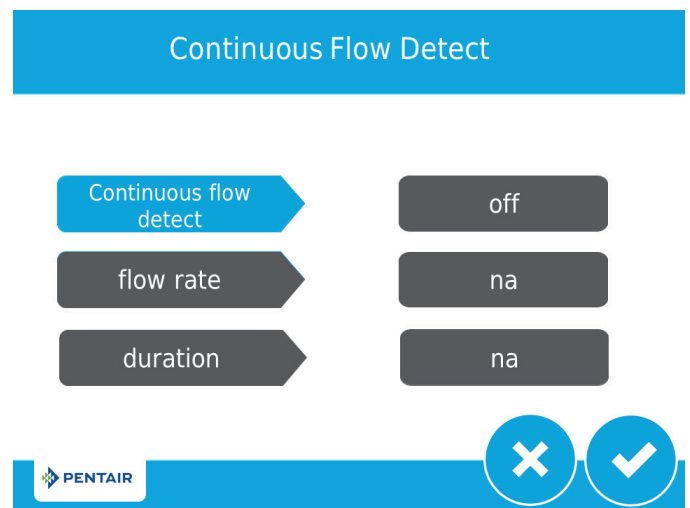 Continuous Flow Detect
Continuous flow
detect
off
flow rate
na
duration
na
PENTAIR